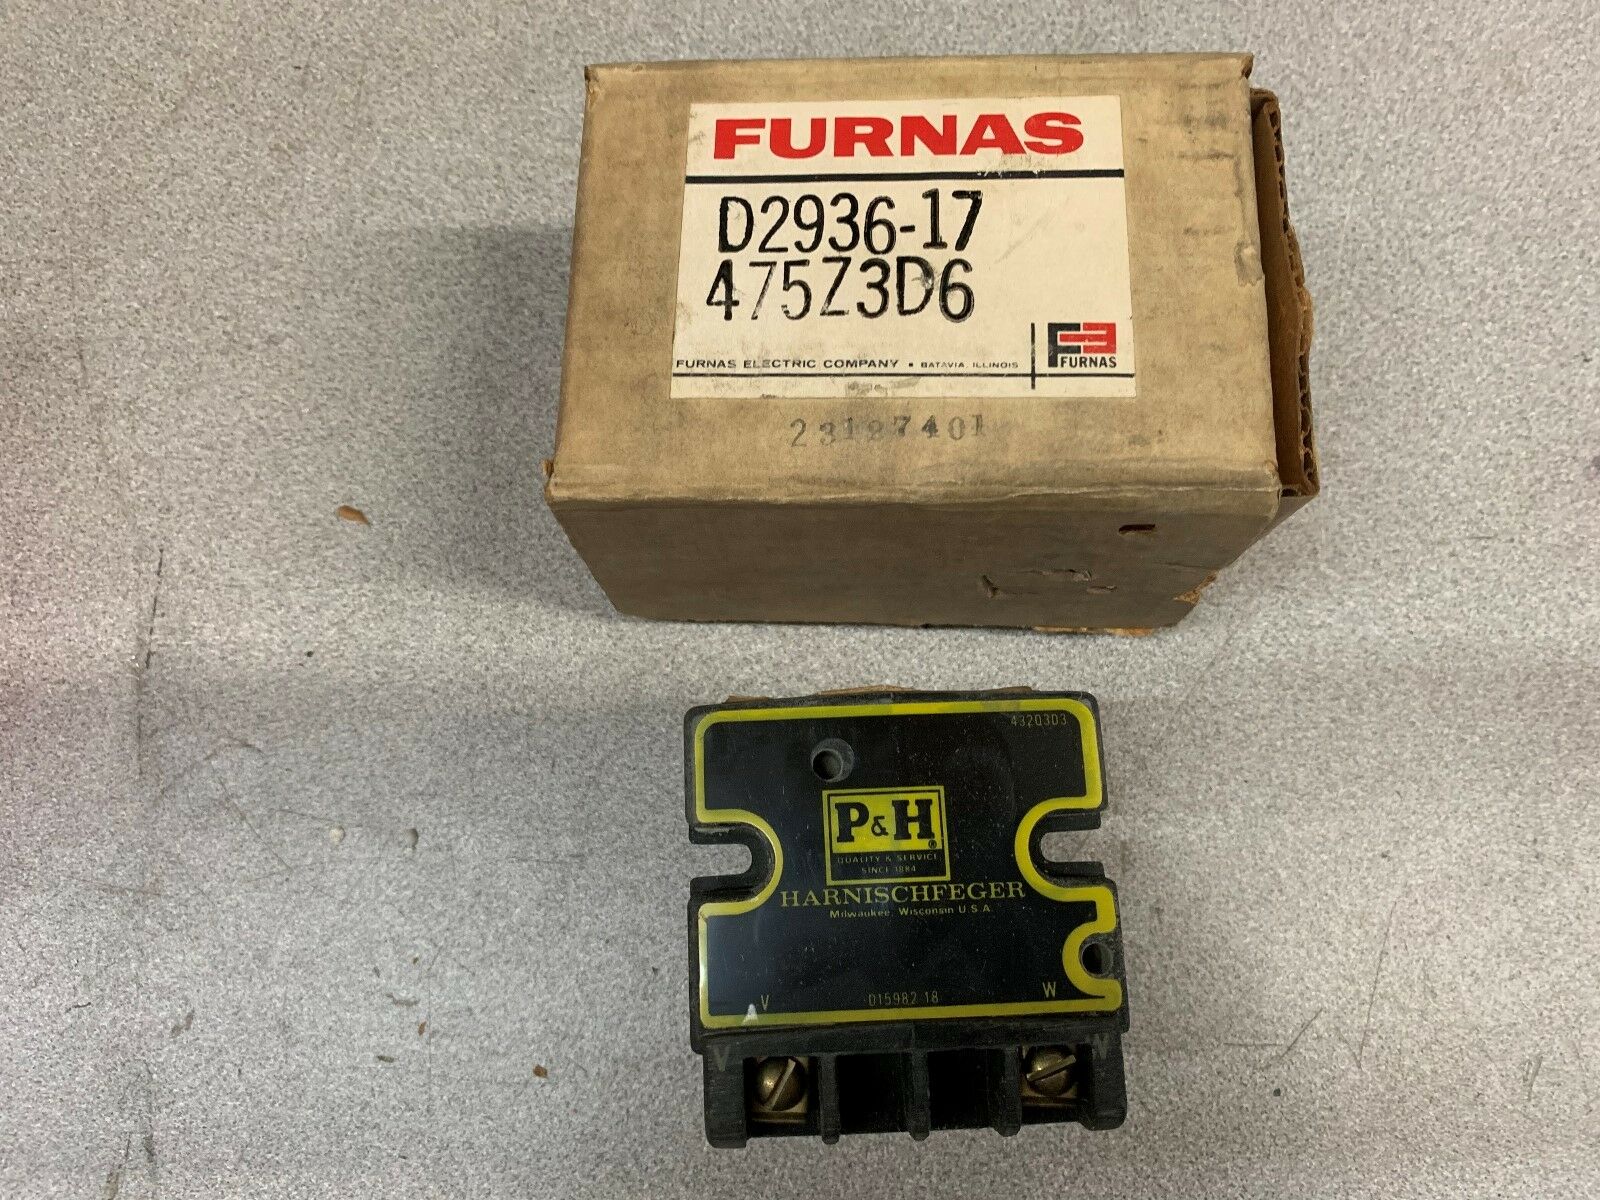 FURNAS
D2936-17
475Z3D6
FURNAS ELECTRIC COMPANY • BATAVIA, ILLINOIS
FURNAS
23127401
4320303
P&H®
QUALITY & SERVICE
SINCE 1884
HARNISCHFEGER
Milwaukee, Wisconsin U.S.A.
V
D15982 18
W
V